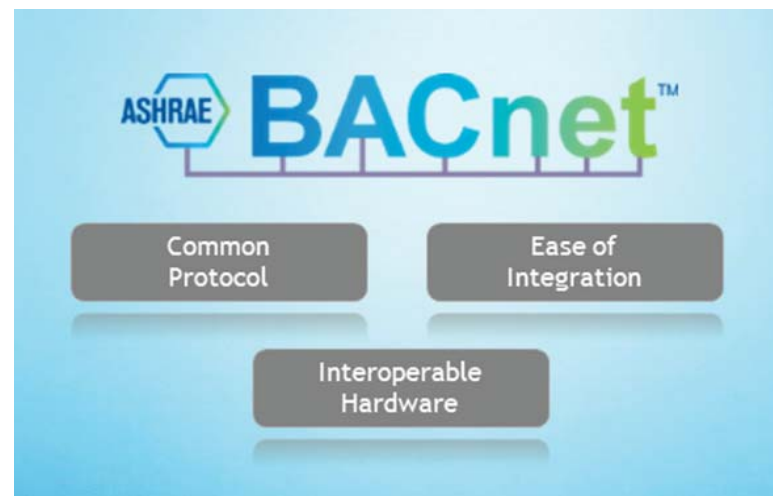 ASHRAE BACnet™
Common
Protocol
Ease of
Integration
Interoperable
Hardware